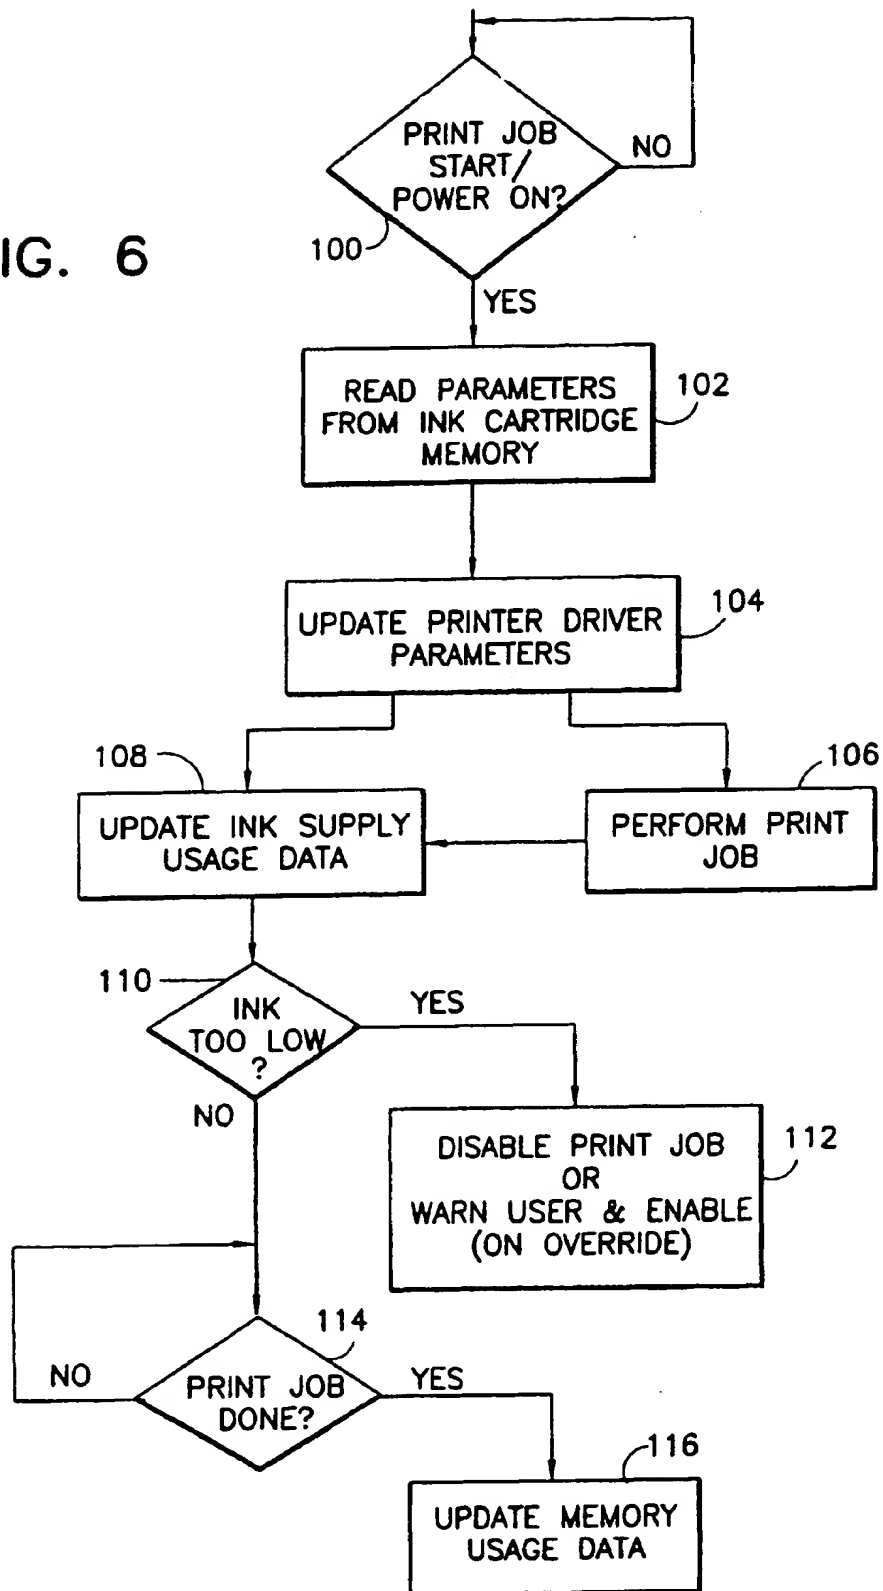 IG. 6
PRINT JOB
START/
POWER ON?
NO
100
YES
READ PARAMETERS
FROM INK CARTRIDGE
MEMORY
102
UPDATE PRINTER DRIVER
PARAMETERS
104
108
UPDATE INK SUPPLY
USAGE DATA
106
PERFORM PRINT
JOB
110
INK
TOO LOW
?
YES
NO
DISABLE PRINT JOB
OR
WARN USER & ENABLE
(ON OVERRIDE)
112
114
PRINT JOB
DONE?
NO
YES
116
UPDATE MEMORY
USAGE DATA